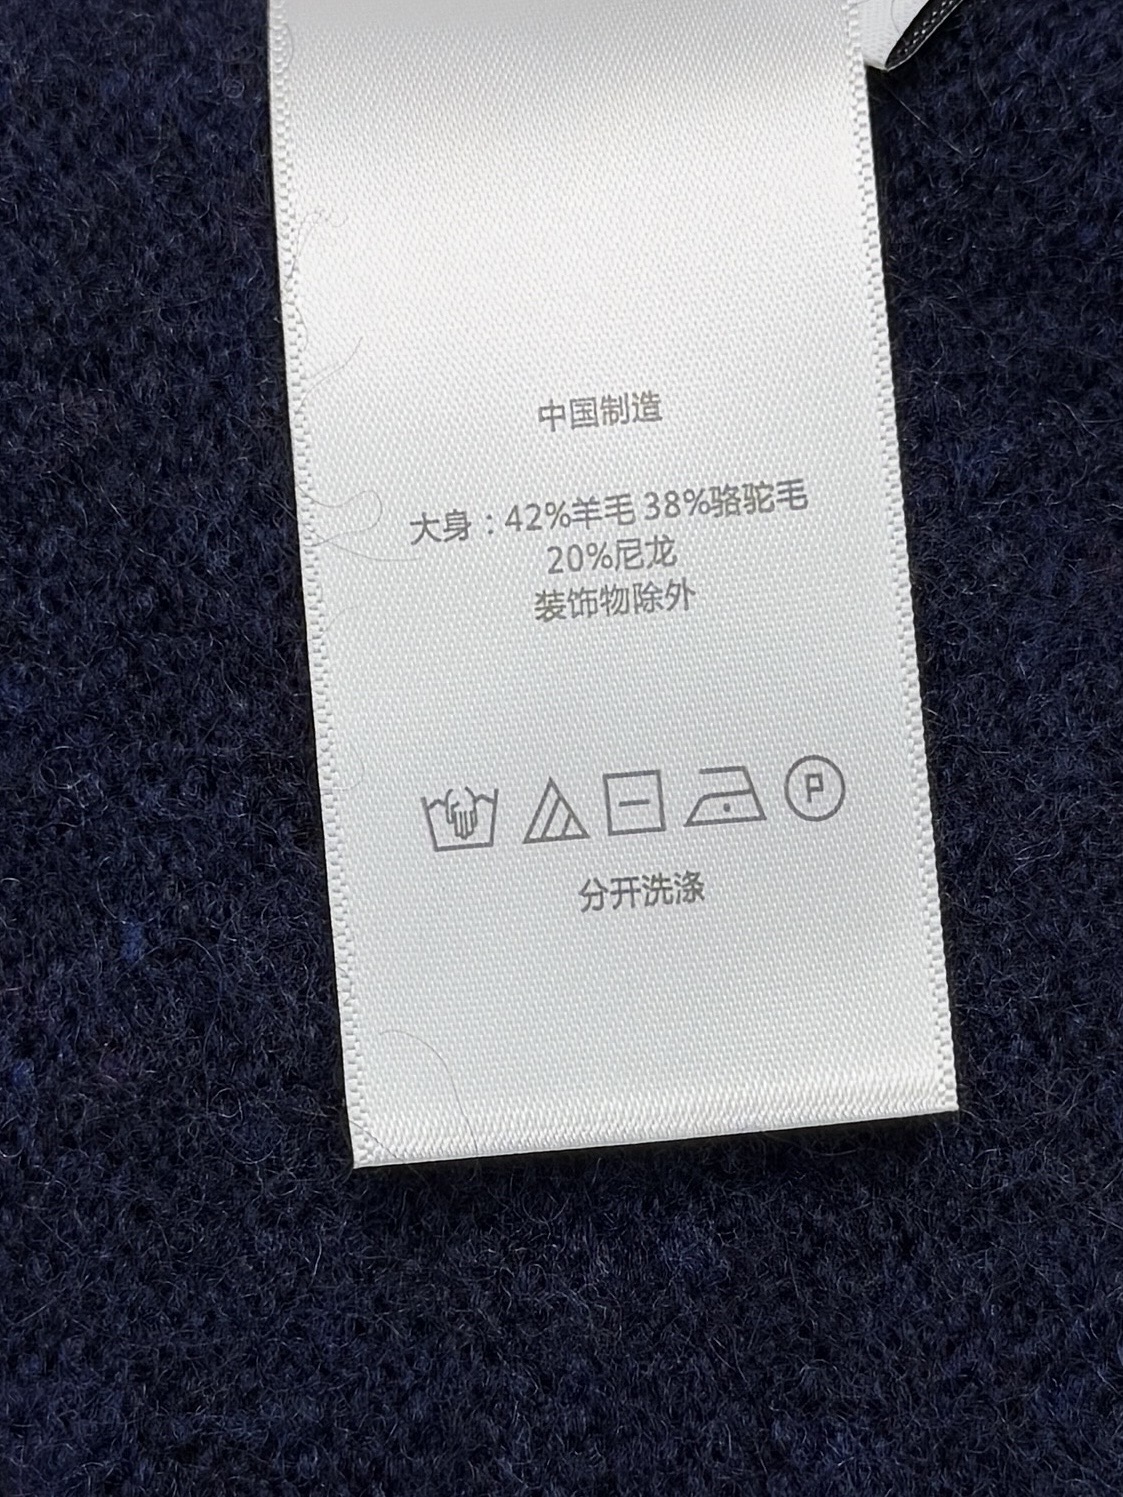 中国制造
大身：42%羊毛 38%骆驼毛
20%尼龙
装饰物除外
P
分开洗涤